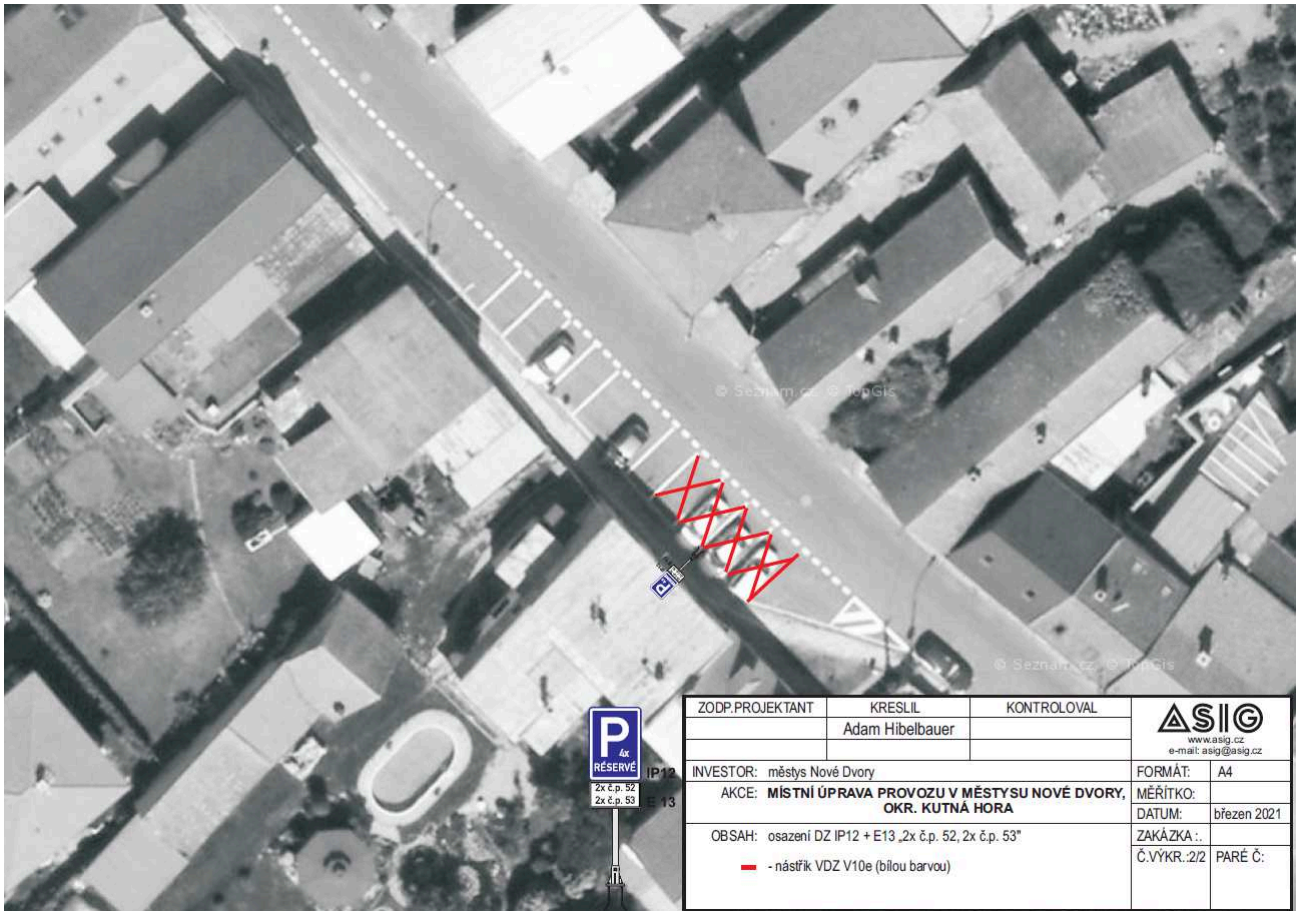 © Seznam.cz © TopGis
© Seznam.cz © TopGis
P
P
4x
RÉSERVÉ
IP12
2x č.p. 52
2x č.p. 53
E 13
ZODP.PROJEKTANT
KRESLIL
KONTROLOVAL
Adam Hibelbauer
ASIG
www.asig.cz
e-mail: asig@asig.cz
INVESTOR: městys Nové Dvory
FORMÁT: A4
AKCE: MÍSTNÍ ÚPRAVA PROVOZU V MĚSTYSU NOVÉ DVORY,
OKR. KUTNÁ HORA
MĚŘÍTKO:
DATUM: březen 2021
OBSAH: osazení DZ IP12 + E13 „2x č.p. 52, 2x č.p. 53"
ZAKÁZKA :.
- nástřik VDZ V10e (bílou barvou)
Č.VÝKR.:2/2 PARÉ Č: